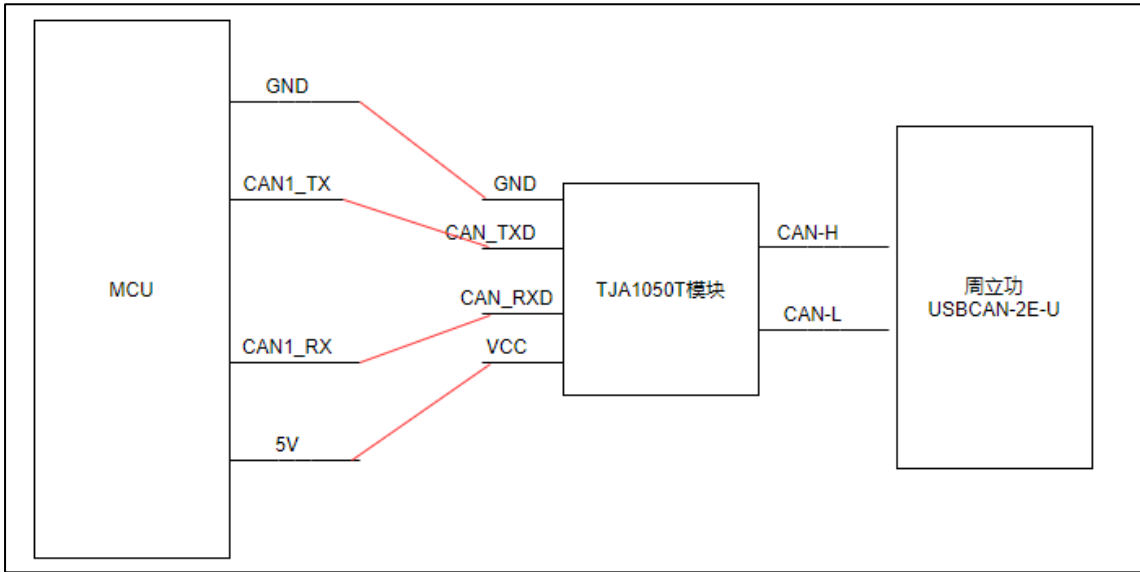 GND
CAN1_TX
GND
CAN_TXD
CAN-H
MCU
TJA1050T模块
周立功
USBCAN-2E-U
CAN_RXD
CAN-L
CAN1_RX
VCC
5V